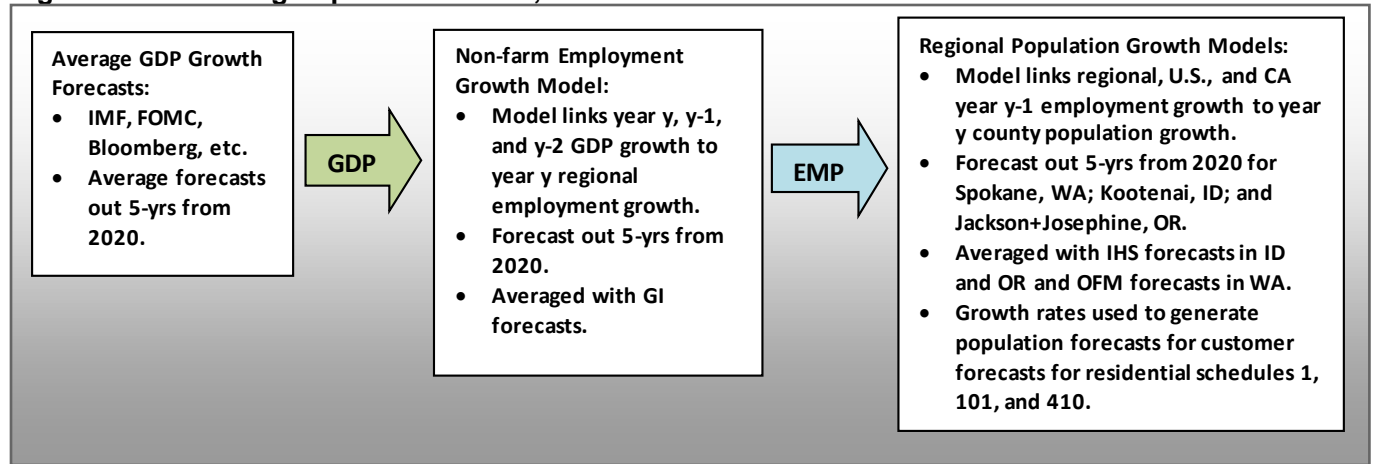 Average GDP Growth
Forecasts:
• IMF, FOMC,
Bloomberg, etc.
• Average forecasts
out 5-yrs from
2020.
GDP
Non-farm Employment
Growth Model:
• Model links year y, y-1,
and y-2 GDP growth to
year y regional
employment growth.
• Forecast out 5-yrs from
2020.
• Averaged with GI
forecasts.
EMP
Regional Population Growth Models:
• Model links regional, U.S., and CA
year y-1 employment growth to year
y county population growth.
• Forecast out 5-yrs from 2020 for
Spokane, WA; Kootenai, ID; and
Jackson+Josephine, OR.
• Averaged with IHS forecasts in ID
and OR and OFM forecasts in WA.
• Growth rates used to generate
population forecasts for customer
forecasts for residential schedules 1,
101, and 410.